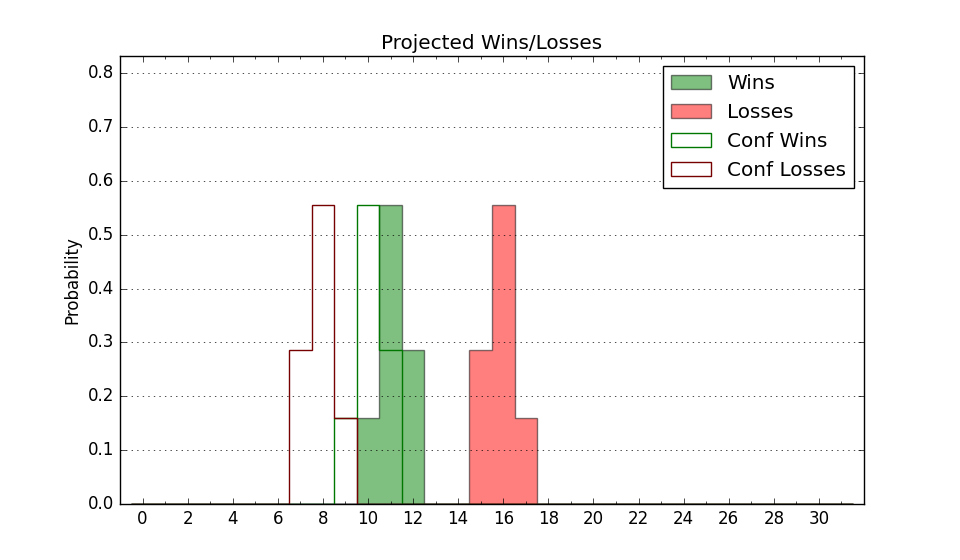 Projected Wins/Losses
Wins
Losses
Conf Wins
Conf Losses
Probability
0.8
0.7
0.6
0.5
0.4
0.3
0.2
0.1
0.0
0 2 4 6 8 10 12 14 16 18 20 22 24 26 28 30